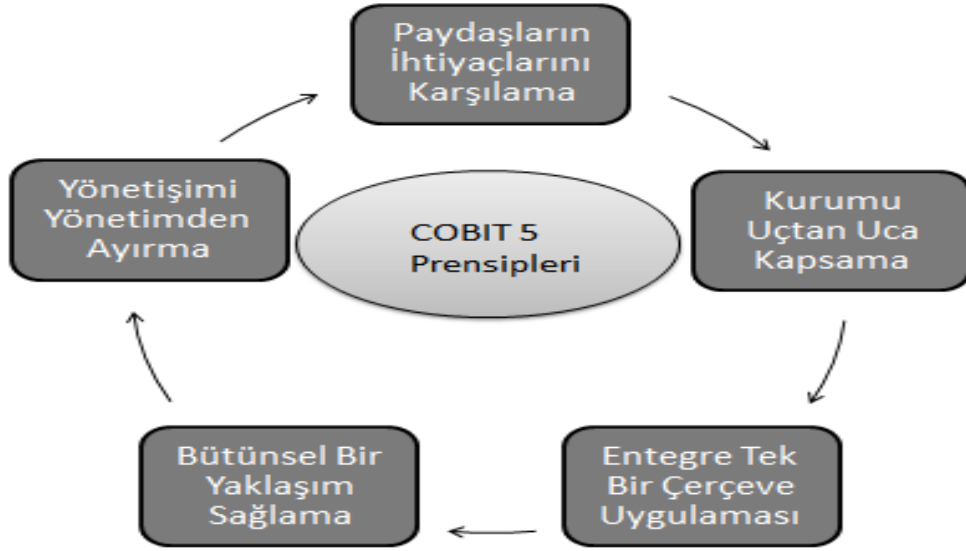 Paydaşların
İhtiyaçlarını
Karşılama
Yönetişimi
Yönetimden
Ayırma
COBIT 5
Prensipleri
Kurumu
Uçtan Uca
Kapsama
Bütünsel Bir
Yaklaşım
Sağlama
Entegre Tek
Bir Çerçeve
Uygulaması